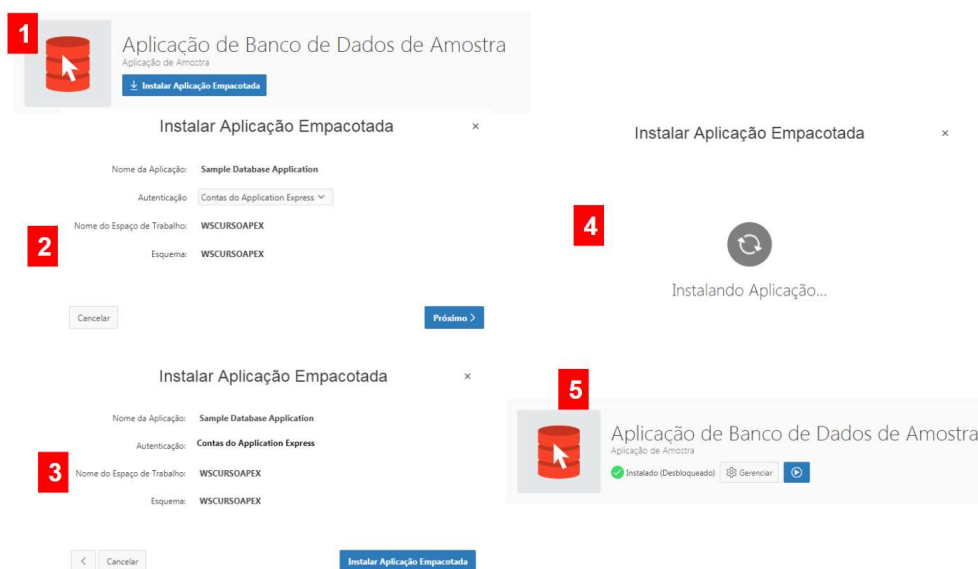 1
Aplicação de Banco de Dados de Amostra
Aplicação de Amostra
Instalar Aplicação Empacotada
Instalar Aplicação Empacotada ×
Nome da Aplicação: Sample Database Application
Autenticação Contas do Application Express
2
Nome do Espaço de Trabalho: WSCURSOAPEX
Esquema: WSCURSOAPEX
Cancelar
Próximo >
Instalar Aplicação Empacotada ×
Nome da Aplicação: Sample Database Application
Autenticação: Contas do Application Express
3
Nome do Espaço de Trabalho: WSCURSOAPEX
Esquema: WSCURSOAPEX
< Cancelar
Instalar Aplicação Empacotada
Instalar Aplicação Empacotada ×
4
Instalando Aplicação...
5
Aplicação de Banco de Dados de Amostra
Aplicação de Amostra
Instalado (Desbloqueado) Gerenciar